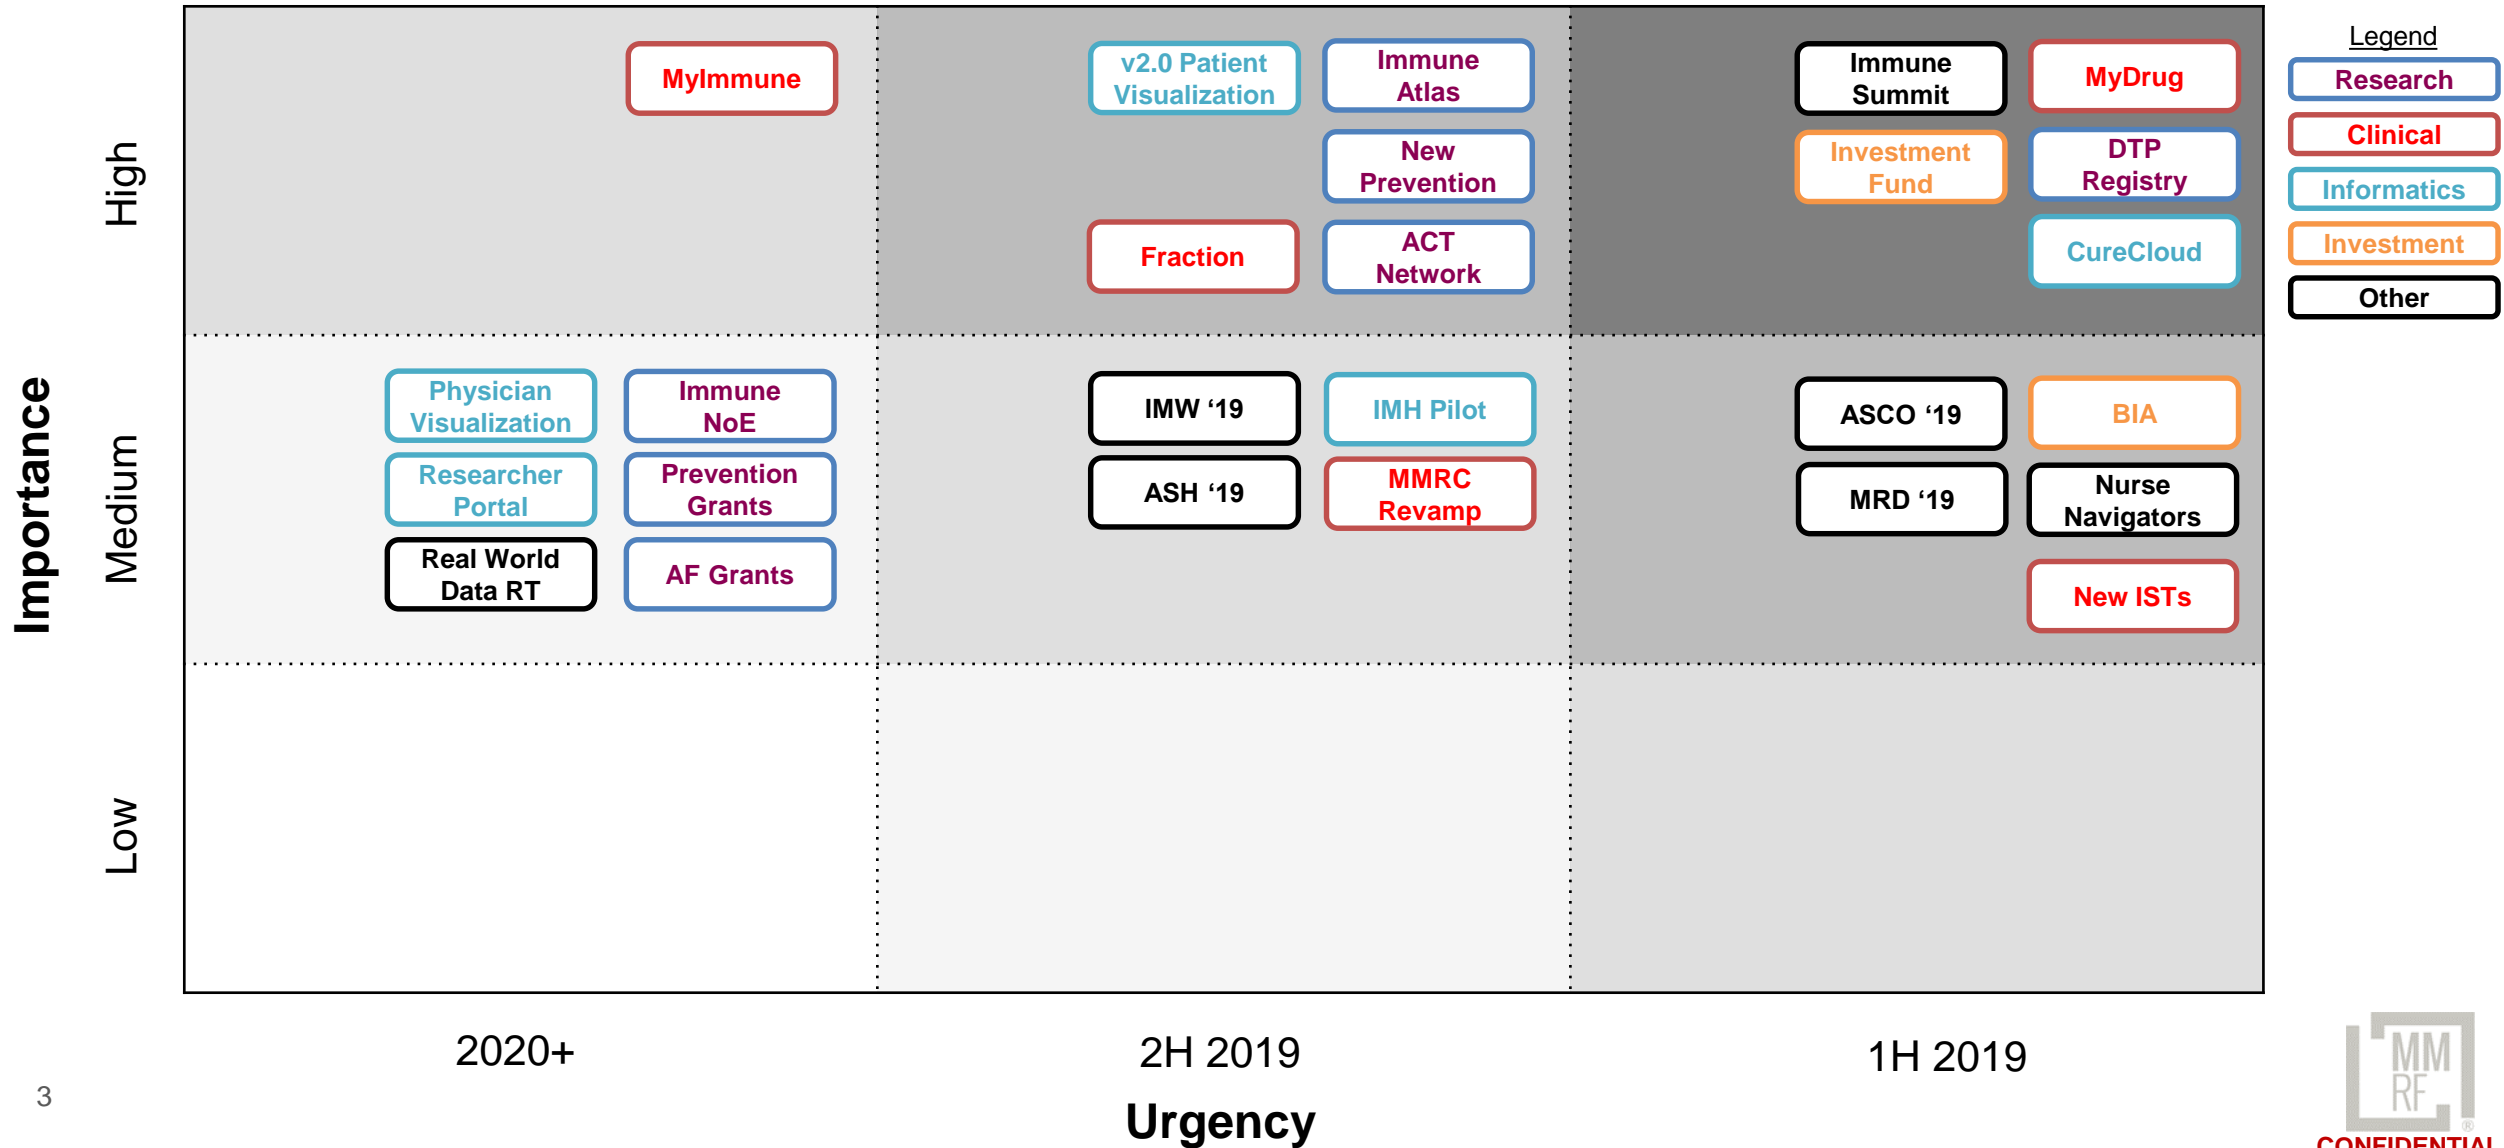 Legend
Research
Clinical
Informatics
Investment
Other
Importance
High
Medium
Low
MyImmune
v2.0 Patient
Visualization
Immune
Atlas
New
Prevention
Fraction
ACT
Network
Immune
Summit
MyDrug
Investment
Fund
DTP
Registry
CureCloud
Physician
Visualization
Immune
NoE
Researcher
Portal
Prevention
Grants
Real World
Data RT
AF Grants
IMW ‘19
IMH Pilot
ASH ‘19
MMRC
Revamp
ASCO ‘19
BIA
MRD ‘19
Nurse
Navigators
New ISTs
2020+
2H 2019
1H 2019
Urgency
3
MM
RF
®
CONFIDENTIAL